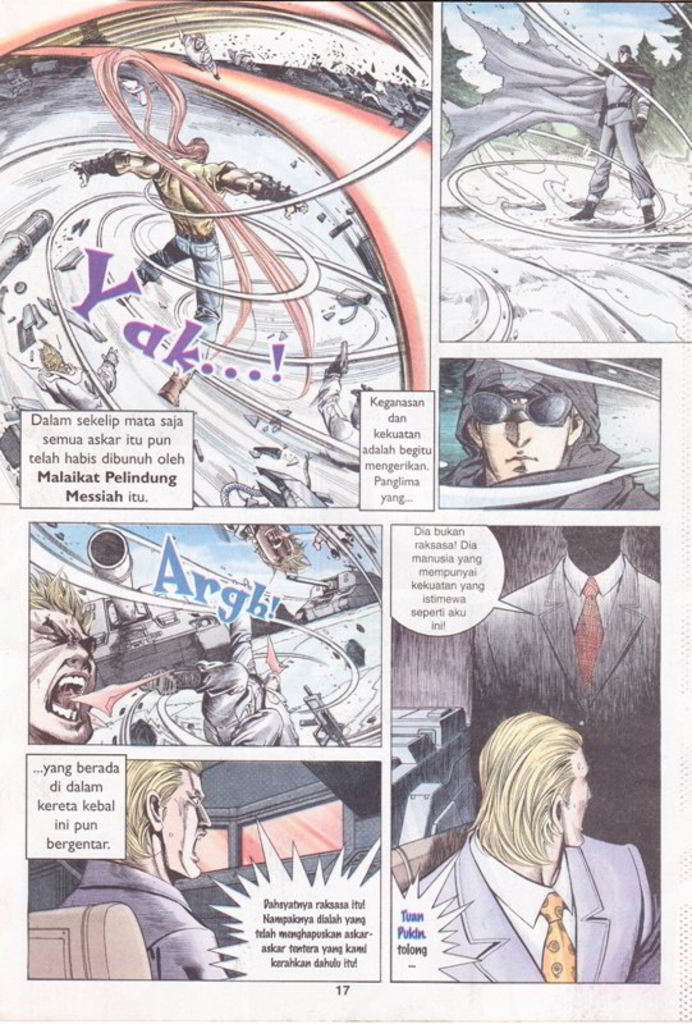 Yak...!
Dalam sekelip mata saja
semua askar itu pun
telah habis dibunuh oleh
Malaikat Pelindung
Messiah itu.
Keganasan
dan
kekuatan
adalah begitu
mengerikan.
Panglima
yang...
Argh!
Dia bukan
raksasa! Dia
manusia yang
mempunyai
kekuatan yang
istimewa
seperti aku
ini!
...yang berada
di dalam
kereta kebal
ini pun
bergentar.
Dahsyatnya raksasa itu!
Nampaknya dialah yang
telah menghapuskan askar-
askar tentera yang kami
kerahkan dahulu itu!
Tuan
Pukin,
tolong
...
17